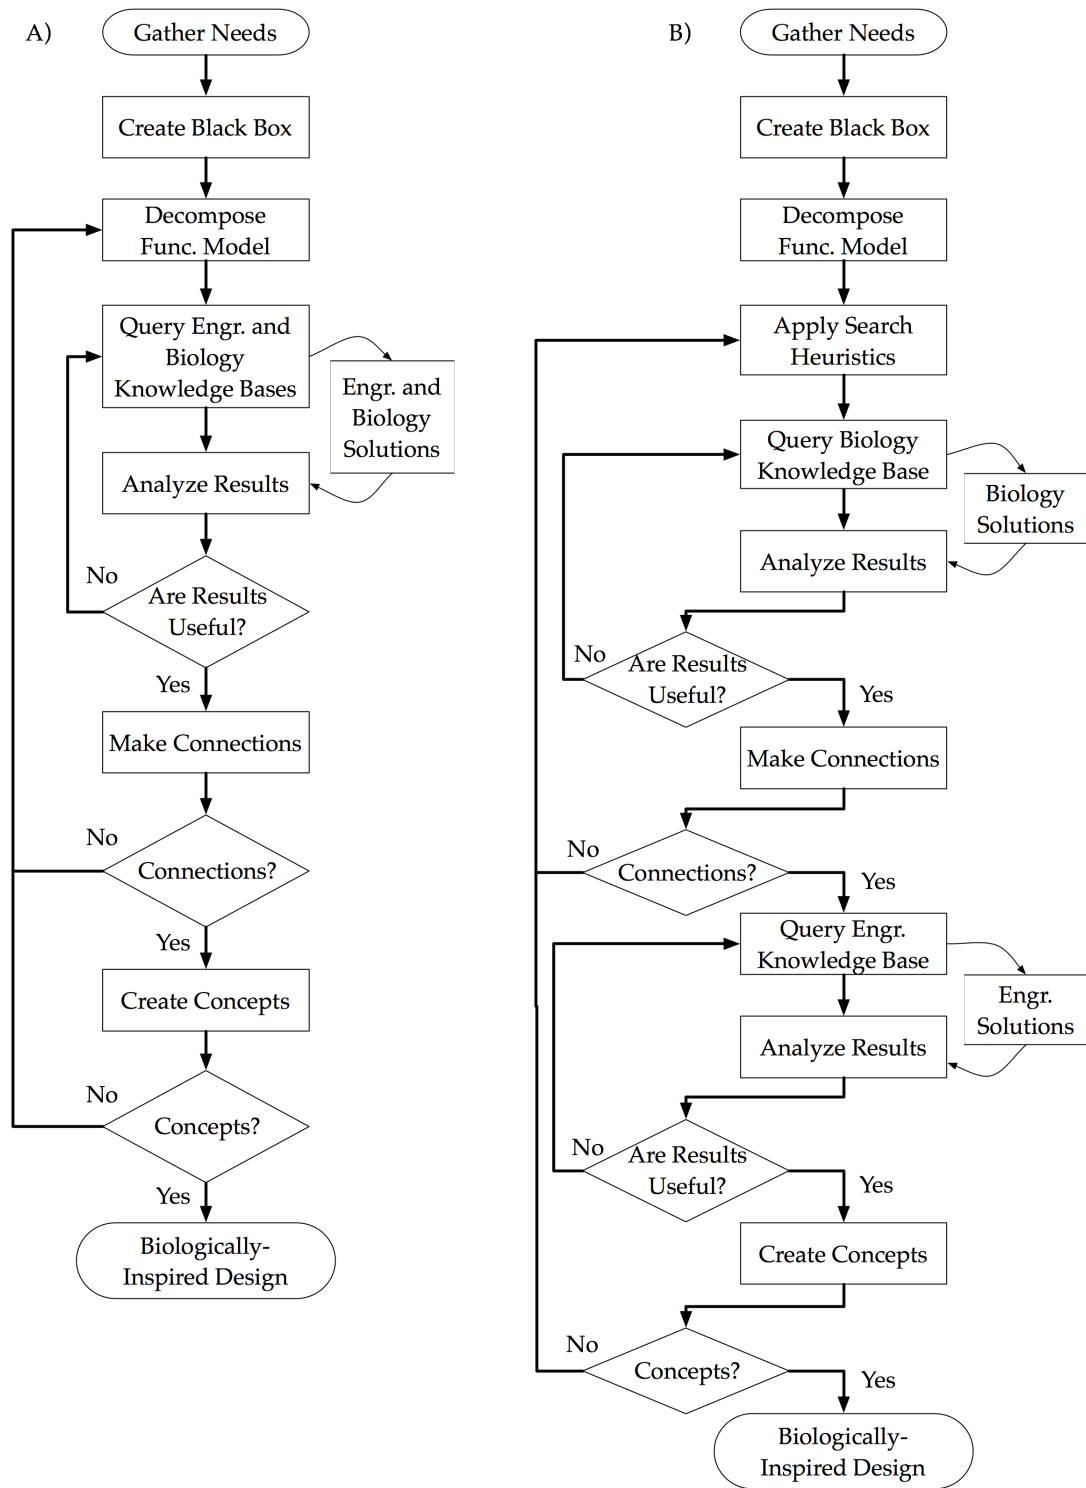 A)
Gather Needs
Create Black Box
Decompose
Func. Model
Query Engr. and
Biology
Knowledge Bases
Engr. and
Biology
Solutions
Analyze Results
No
Are Results
Useful?
Yes
Make Connections
No
Connections?
Yes
Create Concepts
No
Concepts?
Yes
Biologically-
Inspired Design
B)
Gather Needs
Create Black Box
Decompose
Func. Model
Apply Search
Heuristics
Query Biology
Knowledge Base
Biology
Solutions
Analyze Results
No
Are Results
Useful?
Yes
Make Connections
No
Connections?
Yes
Query Engr.
Knowledge Base
Engr.
Solutions
Analyze Results
No
Are Results
Useful?
Yes
Create Concepts
No
Concepts?
Yes
Biologically-
Inspired Design